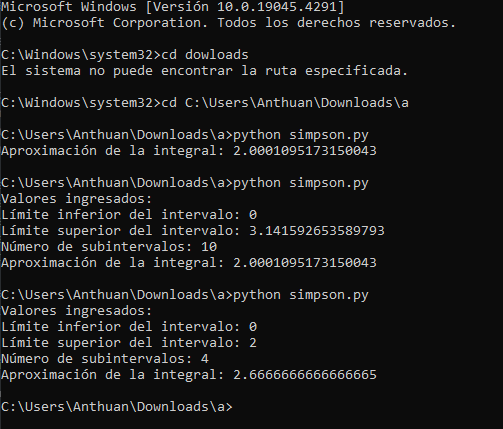 Microsoft Windows [Versión 10.0.19045.4291]
(c) Microsoft Corporation. Todos los derechos reservados.
C:\Windows\system32>cd dowloads
El sistema no puede encontrar la ruta especificada.
C:\Windows\system32>cd C:\Users\Anthuan\Downloads\a
C:\Users\Anthuan\Downloads\a>python simpson.py
Aproximación de la integral: 2.0001095173150043
C:\Users\Anthuan\Downloads\a>python simpson.py
Valores ingresados:
Límite inferior del intervalo: 0
Límite superior del intervalo: 3.141592653589793
Número de subintervalos: 10
Aproximación de la integral: 2.0001095173150043
C:\Users\Anthuan\Downloads\a>python simpson.py
Valores ingresados:
Límite inferior del intervalo: 0
Límite superior del intervalo: 2
Número de subintervalos: 4
Aproximación de la integral: 2.6666666666666665
C:\Users\Anthuan\Downloads\a>